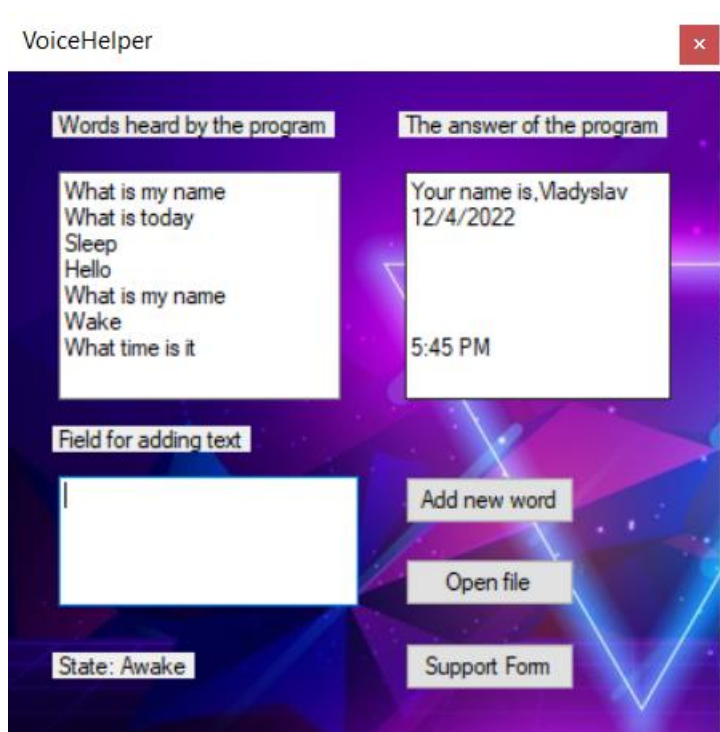 VoiceHelper
Words heard by the program
The answer of the program
What is my name
What is today
Sleep
Hello
What is my name
Wake
What time is it
Your name is,Vladyslav
12/4/2022
5:45 PM
Field for adding text
Add new word
Open file
State: Awake
Support Form